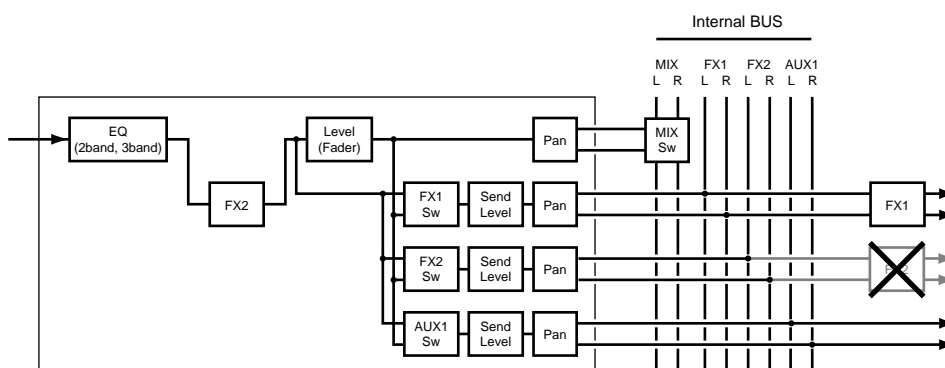 Internal BUS
MIX FX1 FX2 AUX1
L R L R L R L R
EQ
(2band, 3band)
Level
(Fader)
Pan
MIX
Sw
FX2
FX1
Sw
Send
Level
Pan
FX1
FX2
Sw
Send
Level
Pan
AUX1
Sw
Send
Level
Pan